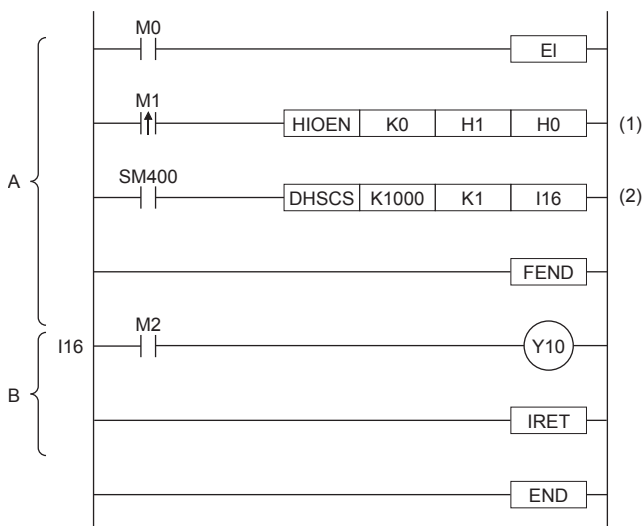 M0
EI
M1
HIOEN K0 H1 H0 (1)
A
SM400
DHSCS K1000 K1 I16 (2)
FEND
M2
I16 Y10
B
IRET
END